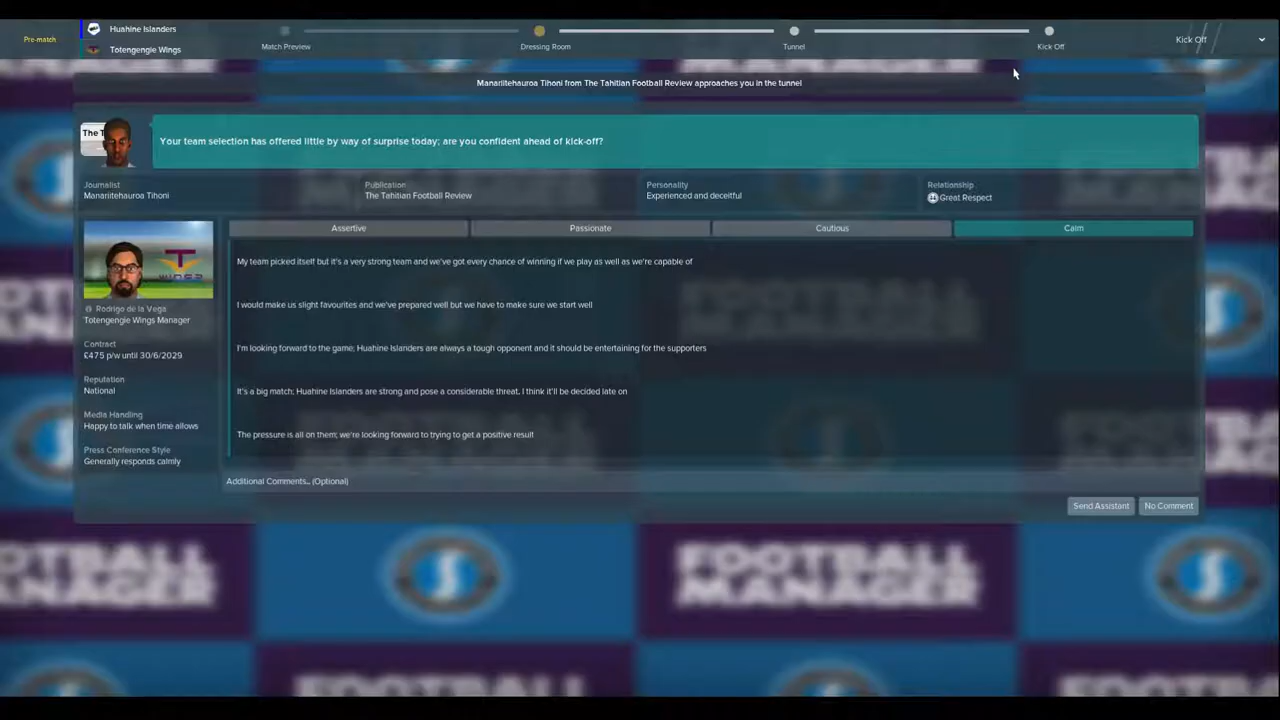 Pre-match
Huahine Islanders
Totengengie Wings
Match Preview
Dressing Room
Tunnel
Kick Off
Kick Off
Manariitehauroa Tihoni from The Tahitian Football Review approaches you in the tunnel
The T
Your team selection has offered little by way of surprise today; are you confident ahead of kick-off?
Journalist
Manariitehauroa Tihoni
Publication
The Tahitian Football Review
Personality
Experienced and deceitful
Relationship
Great Respect
Assertive
Passionate
Cautious
Calm
WINGS
Rodrigo de la Vega
Totengengie Wings Manager
Contract
£475 p/w until 30/6/2029
Reputation
National
Media Handling
Happy to talk when time allows
Press Conference Style
Generally responds calmly
My team picked itself but it's a very strong team and we've got every chance of winning if we play as well as we're capable of
I would make us slight favourites and we've prepared well but we have to make sure we start well
I'm looking forward to the game; Huahine Islanders are always a tough opponent and it should be entertaining for the supporters
It's a big match; Huahine Islanders are strong and pose a considerable threat. I think it'll be decided late on
The pressure is all on them; we're looking forward to trying to get a positive result
Additional Comments... (Optional)
Send Assistant
No Comment
FOOTBALL
MANAGER